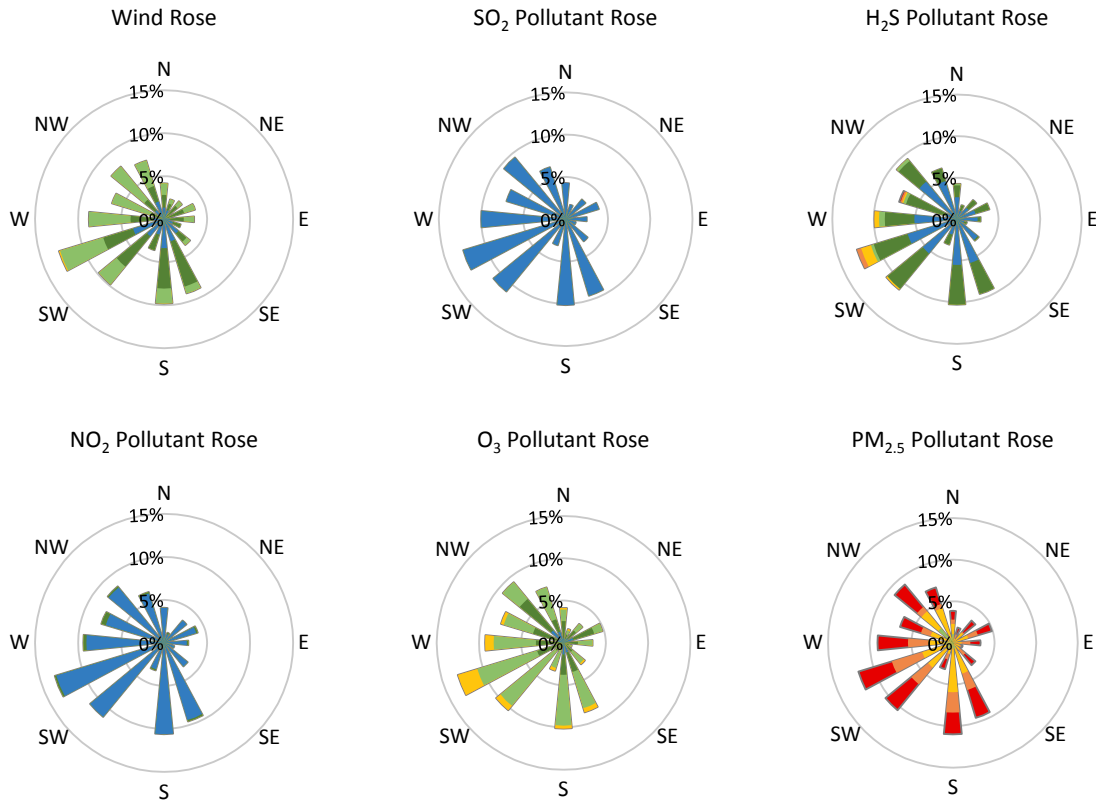 Wind Rose
N
15%
10%
5%
0%
NW
NE
W
E
SW
SE
S
SO₂ Pollutant Rose
N
15%
10%
5%
0%
NW
NE
W
E
SW
SE
S
H₂S Pollutant Rose
N
15%
10%
5%
0%
NW
NE
W
E
SW
SE
S
NO₂ Pollutant Rose
N
15%
10%
5%
0%
NW
NE
W
E
SW
SE
S
O₃ Pollutant Rose
N
15%
10%
5%
0%
NW
NE
W
E
SW
SE
S
PM₂.₅ Pollutant Rose
N
15%
10%
5%
0%
NW
NE
W
E
SW
SE
S